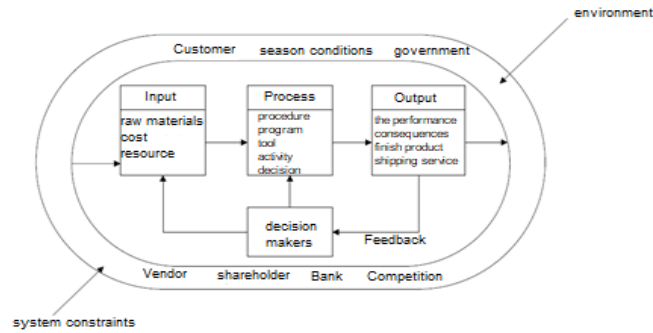 environment
Customer season conditions government
Input
raw materials
cost
resource
Process
procedure
program
tool
activity
decision
Output
the performance
consequences
finish product
shipping service
decision
makers
Feedback
Vendor shareholder Bank Competition
system constraints